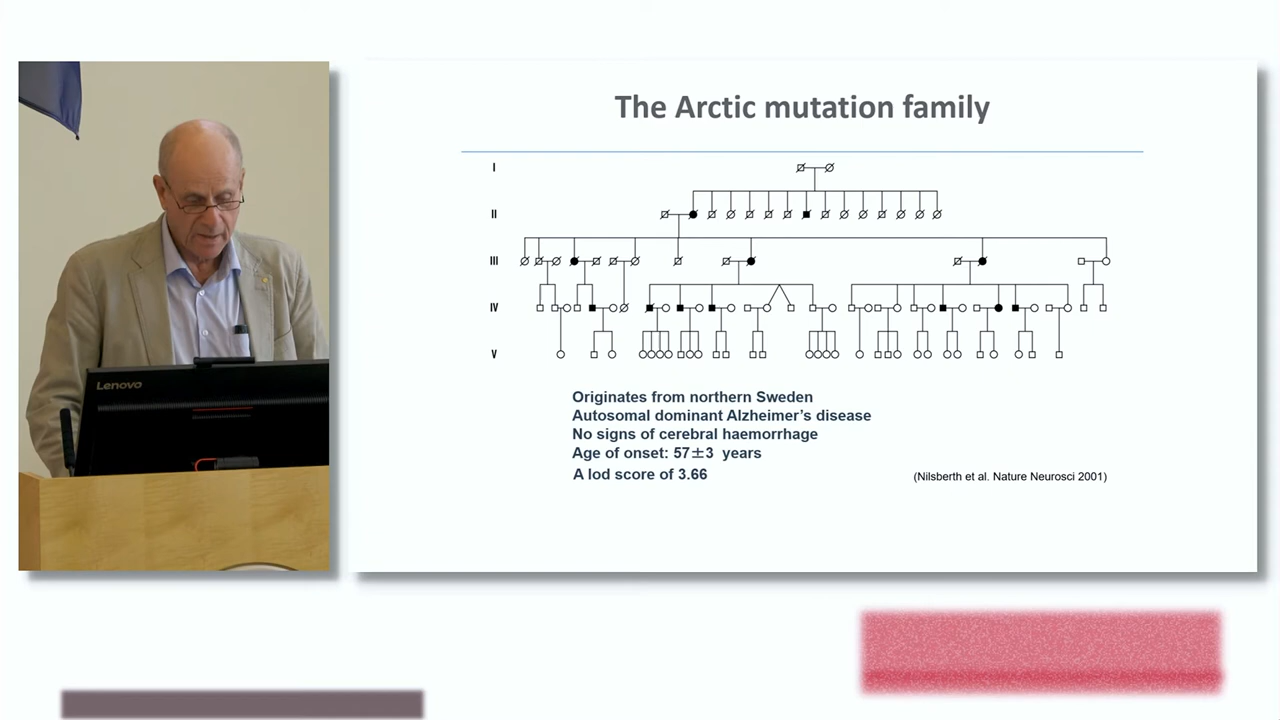 The Arctic mutation family
I
II
III
IV
V
Lenovo
Originates from northern Sweden
Autosomal dominant Alzheimer's disease
No signs of cerebral haemorrhage
Age of onset: 57±3 years
A lod score of 3.66
(Nilsberth et al. Nature Neurosci 2001)